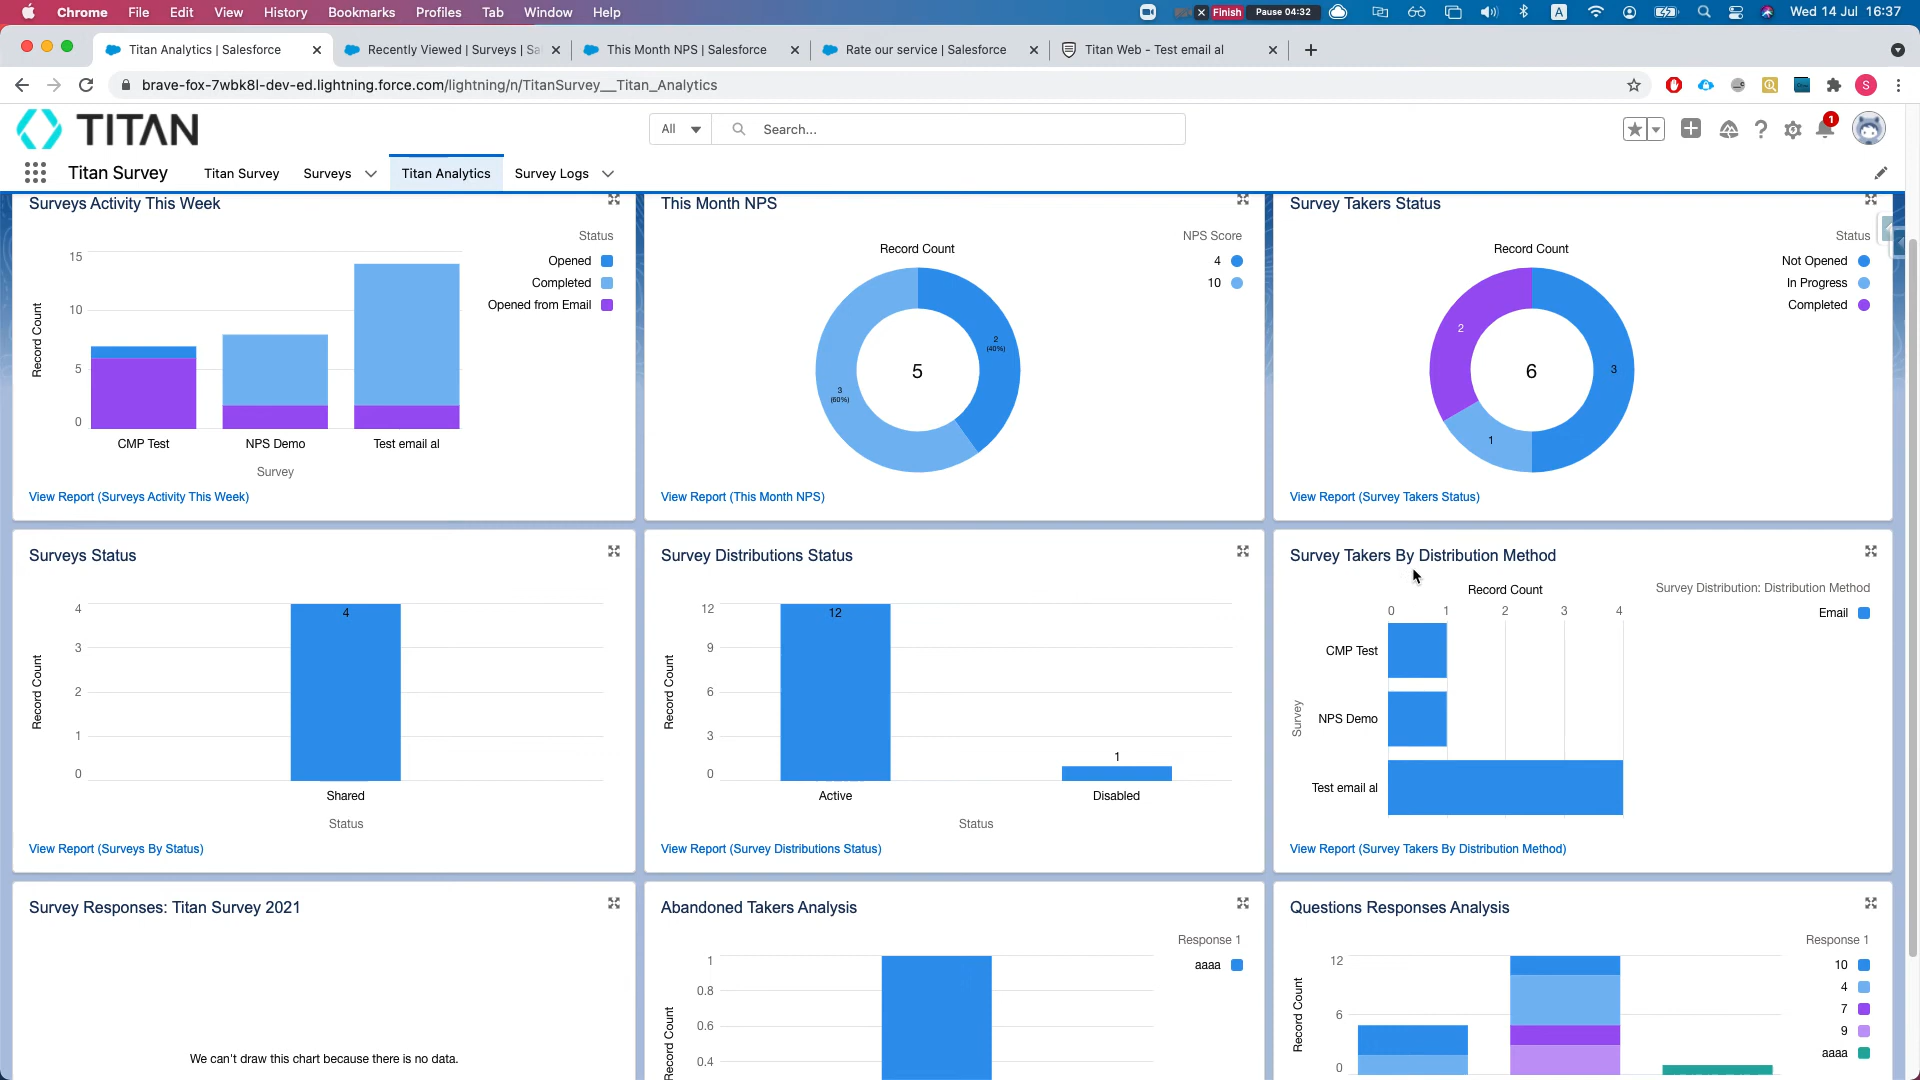 Chrome File Edit View History Bookmarks Profiles Tab Window Help Finish Pause 04:32 A Wed 14 Jul 16:37
Titan Analytics | Salesforce Recently Viewed | Surveys | Sa This Month NPS | Salesforce Rate our service | Salesforce Titan Web - Test email al
brave-fox-7wbk8l-dev-ed.lightning.force.com/lightning/n/TitanSurvey__Titan_Analytics S
TITAN All Search... 1
Titan Survey Titan Survey Surveys Titan Analytics Survey Logs
Surveys Activity This Week
Status
Opened
Completed
Opened from Email
15
10
5
0
Record Count
CMP Test NPS Demo Test email al
Survey
View Report (Surveys Activity This Week)
This Month NPS
NPS Score
Record Count
4
10
2
(40%)
3
(60%)
5
View Report (This Month NPS)
Survey Takers Status
Status
Record Count
Not Opened
In Progress
Completed
2
3
1
6
View Report (Survey Takers Status)
Surveys Status
4
3
2
1
0
4
Record Count
Shared
Status
View Report (Surveys By Status)
Survey Distributions Status
12
9
6
3
0
12
1
Record Count
Active Disabled
Status
View Report (Survey Distributions Status)
Survey Takers By Distribution Method
Record Count
Survey Distribution: Distribution Method
Email
0 1 2 3 4
CMP Test
NPS Demo
Test email al
Survey
View Report (Survey Takers By Distribution Method)
Survey Responses: Titan Survey 2021
We can't draw this chart because there is no data.
Abandoned Takers Analysis
Response 1
aaaa
1
0.8
0.6
0.4
Record Count
Questions Responses Analysis
Response 1
10
4
7
9
aaaa
12
6
0
Record Count